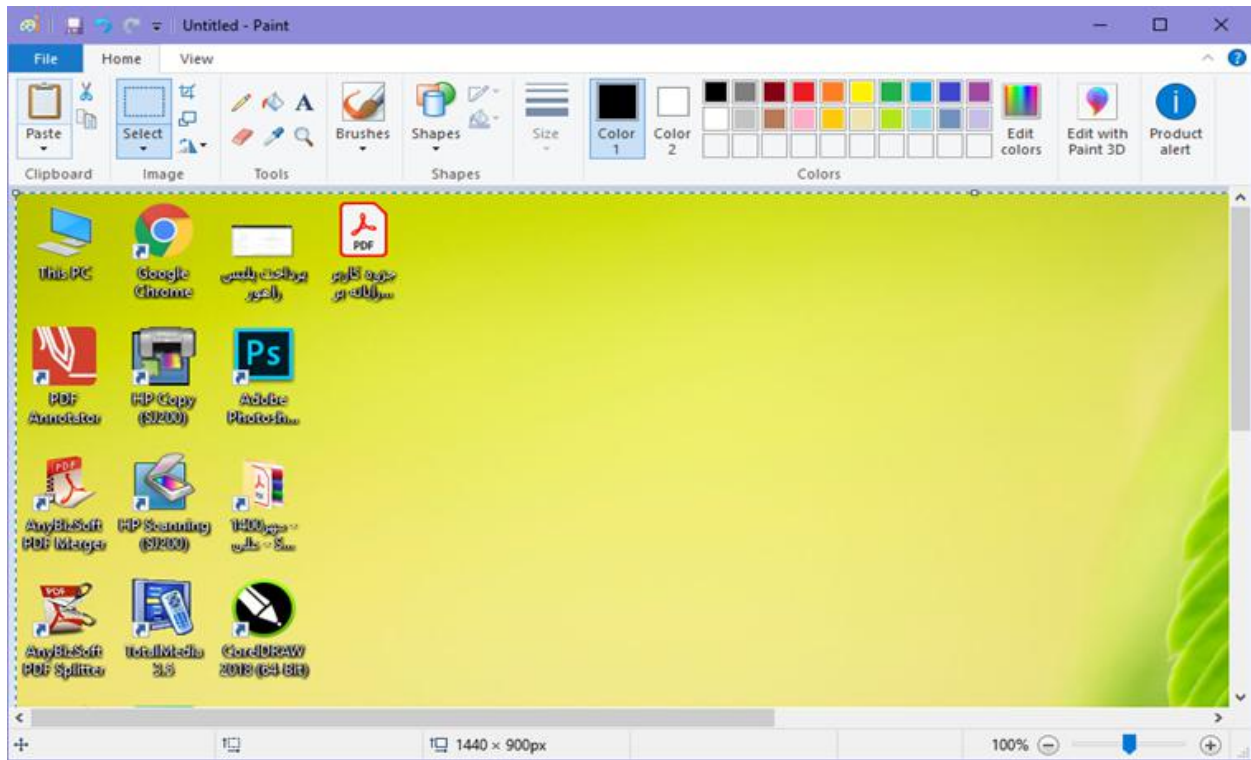 Untitled - Paint
File Home View
Paste
Select
Brushes
Shapes
Size
Color 1
Color 2
Edit colors
Edit with Paint 3D
Product alert
Clipboard Image Tools Shapes Colors
This PC
Google Chrome
PDF
PDF Annotator
HP Copy (SJ200)
Ps
Adobe Photosh...
PDF
AnyBizSoft PDF Merger
HP Scanning (SJ200)
PDF
AnyBizSoft PDF Splitter
TotalMedia 3.5
CorelDRAW 2018 (64-Bit)
1440 × 900px
100%